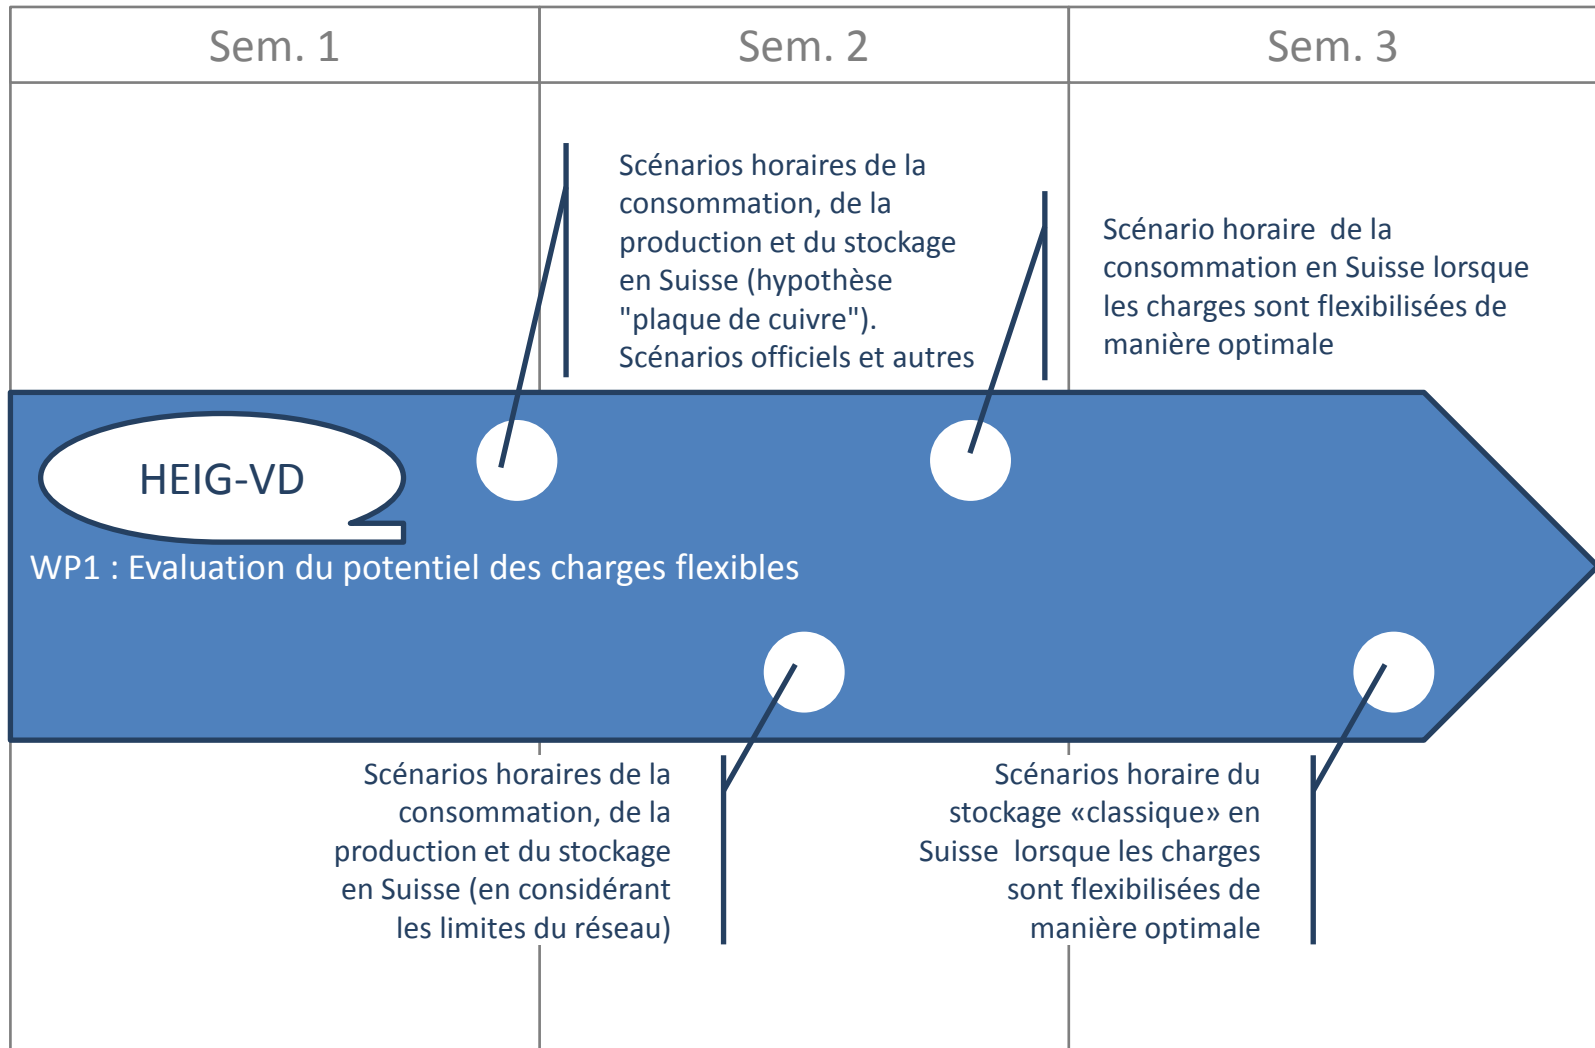 Sem. 1
Sem. 2
Sem. 3
Scénarios horaires de la
consommation, de la
production et du stockage
en Suisse (hypothèse
"plaque de cuivre").
Scénarios officiels et autres
Scénario horaire  de la
consommation en Suisse lorsque
les charges sont flexibilisées de
manière optimale
HEIG-VD
WP1 : Evaluation du potentiel des charges flexibles
Scénarios horaires de la
consommation, de la
production et du stockage
en Suisse (en considérant
les limites du réseau)
Scénarios horaire du
stockage «classique» en
Suisse  lorsque les charges
sont flexibilisées de
manière optimale